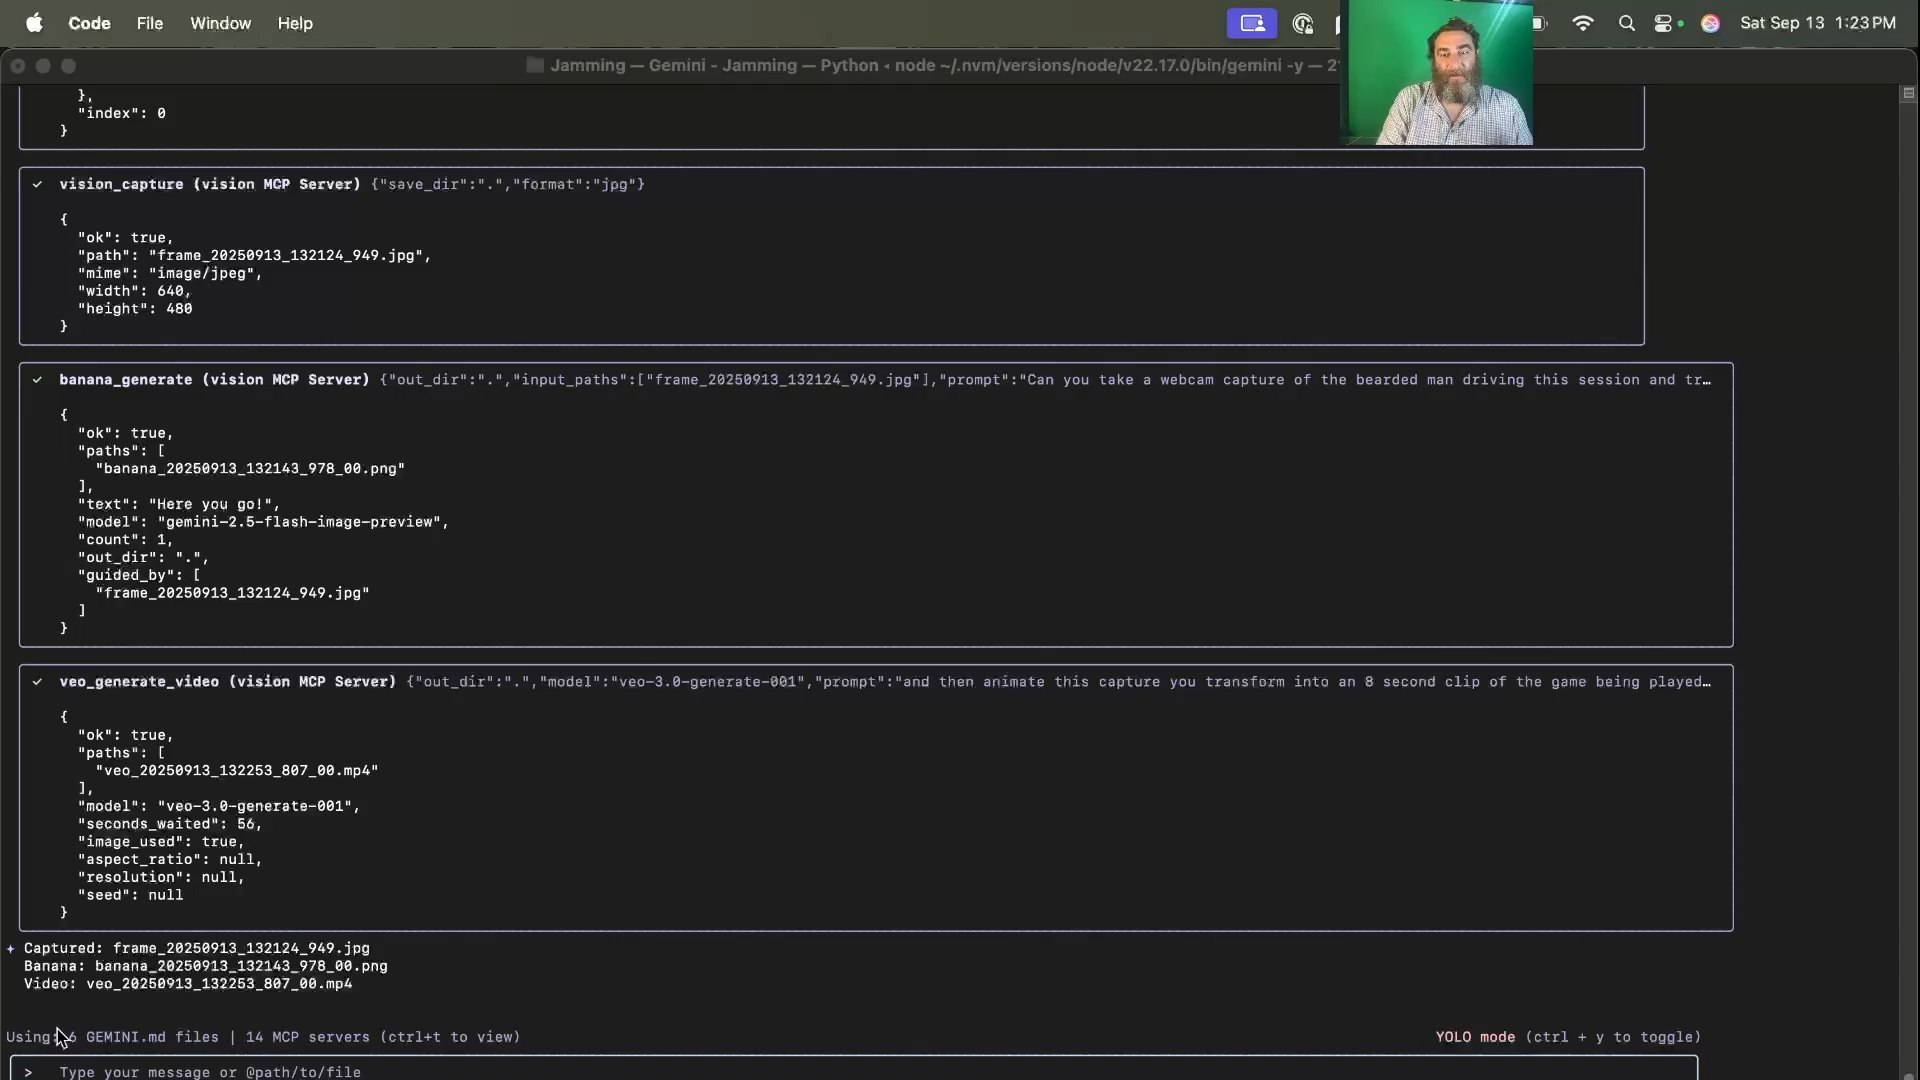 Code File Window Help
Sat Sep 13 1:23 PM
Jamming — Gemini - Jamming — Python ◂ node ~/.nvm/versions/node/v22.17.0/bin/gemini -y —
},
"index": 0
}
✓ vision_capture (vision MCP Server) {"save_dir":".","format":"jpg"}
{
"ok": true,
"path": "frame_20250913_132124_949.jpg",
"mime": "image/jpeg",
"width": 640,
"height": 480
}
✓ banana_generate (vision MCP Server) {"out_dir":".","input_paths":["frame_20250913_132124_949.jpg"],"prompt":"Can you take a webcam capture of the bearded man driving this session and tr…
{
"ok": true,
"paths": [
"banana_20250913_132143_978_00.png"
],
"text": "Here you go!",
"model": "gemini-2.5-flash-image-preview",
"count": 1,
"out_dir": ".",
"guided_by": [
"frame_20250913_132124_949.jpg"
]
}
✓ veo_generate_video (vision MCP Server) {"out_dir":".","model":"veo-3.0-generate-001","prompt":"and then animate this capture you transform into an 8 second clip of the game being played…
{
"ok": true,
"paths": [
"veo_20250913_132253_807_00.mp4"
],
"model": "veo-3.0-generate-001",
"seconds_waited": 56,
"image_used": true,
"aspect_ratio": null,
"resolution": null,
"seed": null
}
✦ Captured: frame_20250913_132124_949.jpg
Banana: banana_20250913_132143_978_00.png
Video: veo_20250913_132253_807_00.mp4
Using: 6 GEMINI.md files | 14 MCP servers (ctrl+t to view)
YOLO mode (ctrl + y to toggle)
> Type your message or @path/to/file